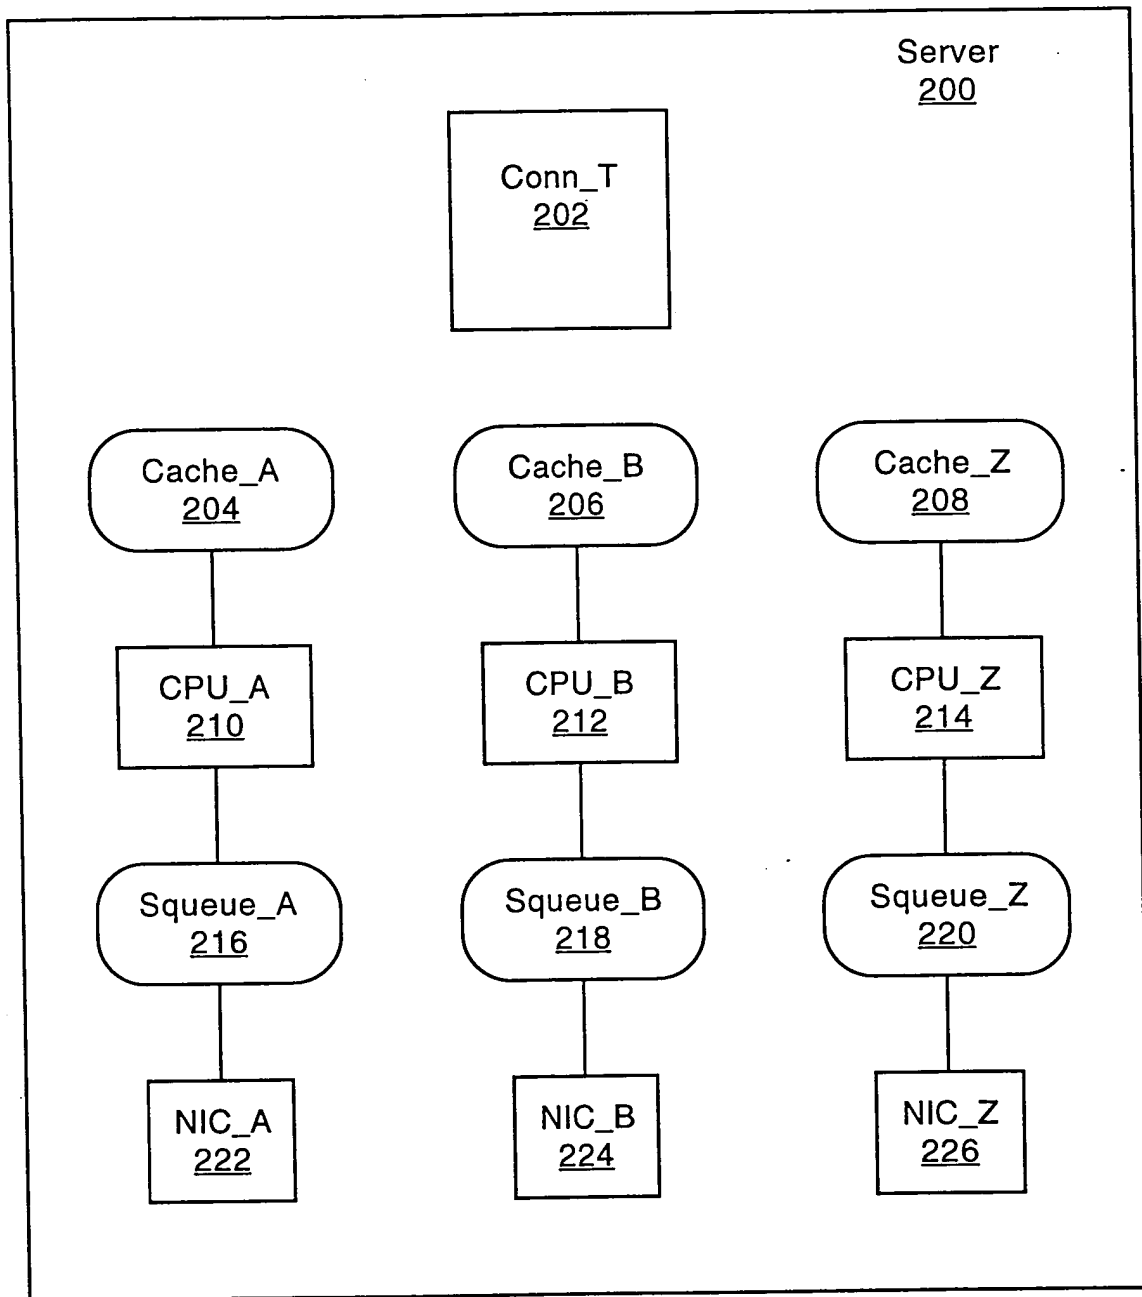 Server
200
Conn_T
202
Cache_A
204
Cache_B
206
Cache_Z
208
CPU_A
210
CPU_B
212
CPU_Z
214
Squeue_A
216
Squeue_B
218
Squeue_Z
220
NIC_A
222
NIC_B
224
NIC_Z
226